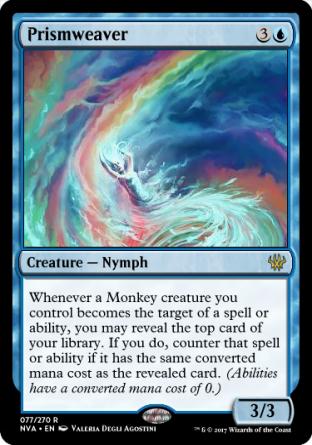 Prismweaver 3
Creature — Nymph
Whenever a Monkey creature you
control becomes the target of a spell or
ability, you may reveal the top card of
your library. If you do, counter that spell
or ability if it has the same converted
mana cost as the revealed card. (Abilities
have a converted mana cost of 0.)
3/3
077/270 R
NVA • EN VALERIA DEGLI AGOSTINI ™ & © 2017 Wizards of the Coast